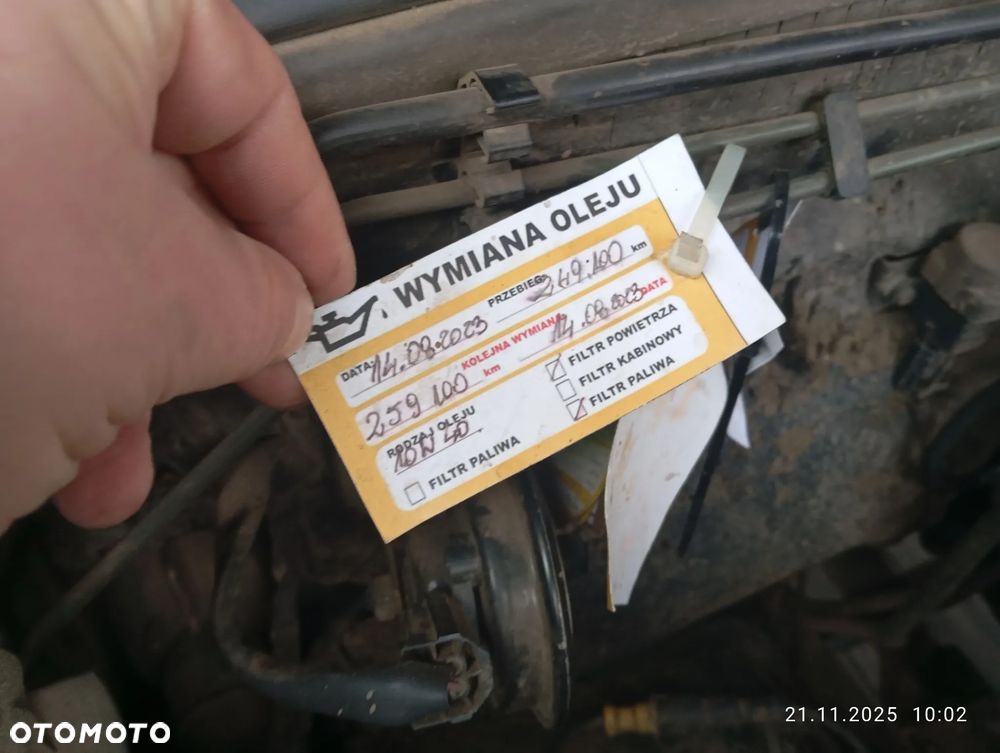 WYMIANA OLEJU
DATA: 14.08.2023 PRZEBIEG: 249.100 km
KOLEJNA WYMIANA
259 100 km 14.08.2023 DATA
RODZAJ OLEJU
10W40
FILTR POWIETRZA
FILTR KABINOWY
FILTR PALIWA
FILTR PALIWA
21.11.2025 10:02
OTOMOTO